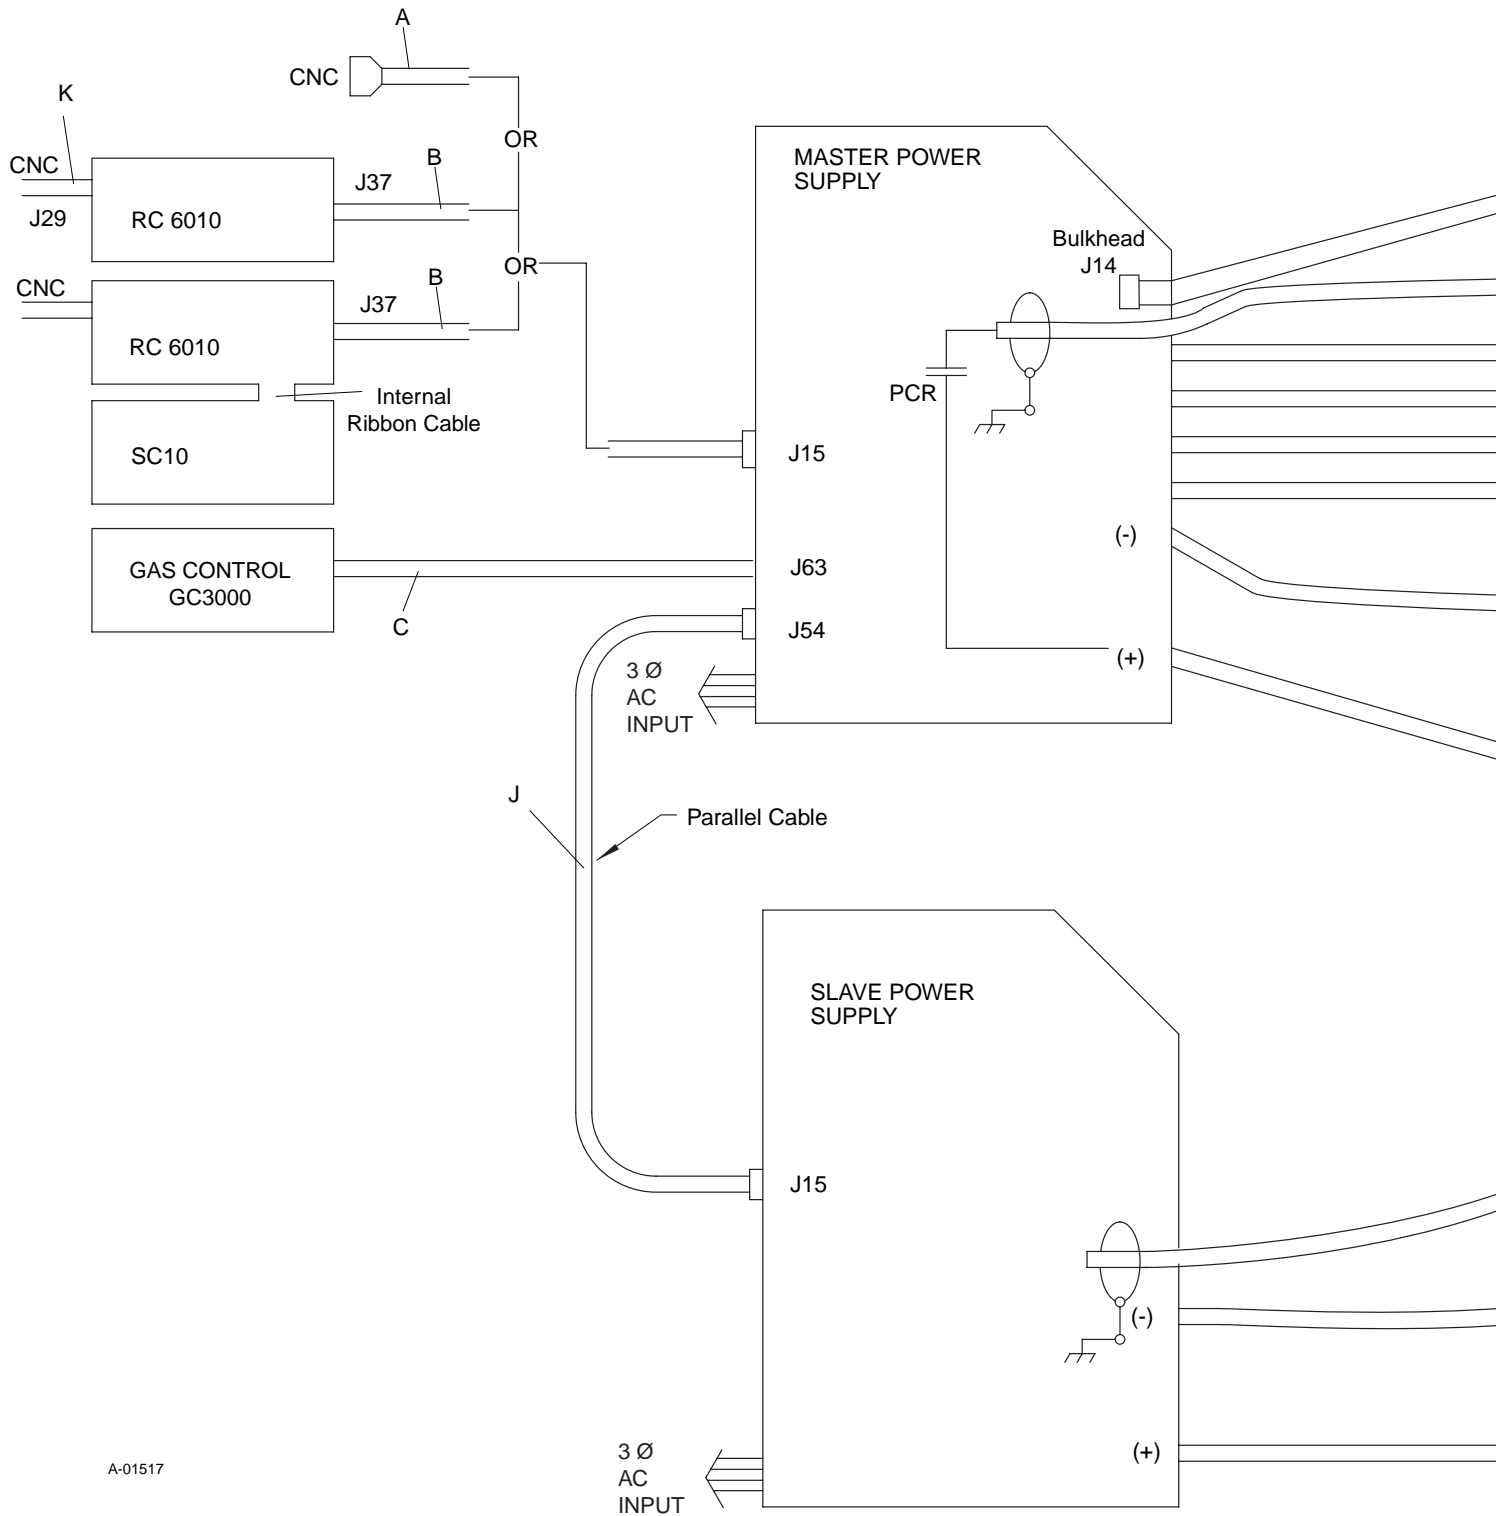 A
CNC
K
OR
CNC
J37
B
J29
RC 6010
OR
CNC
J37
B
RC 6010
Internal
Ribbon Cable
SC10
GAS CONTROL
GC3000
C
MASTER POWER
SUPPLY
Bulkhead
J14
PCR
J15
(-)
J63
J54
(+)
3 Ø
AC
INPUT
J
Parallel Cable
SLAVE POWER
SUPPLY
J15
(-)
(+)
3 Ø
AC
INPUT
A-01517